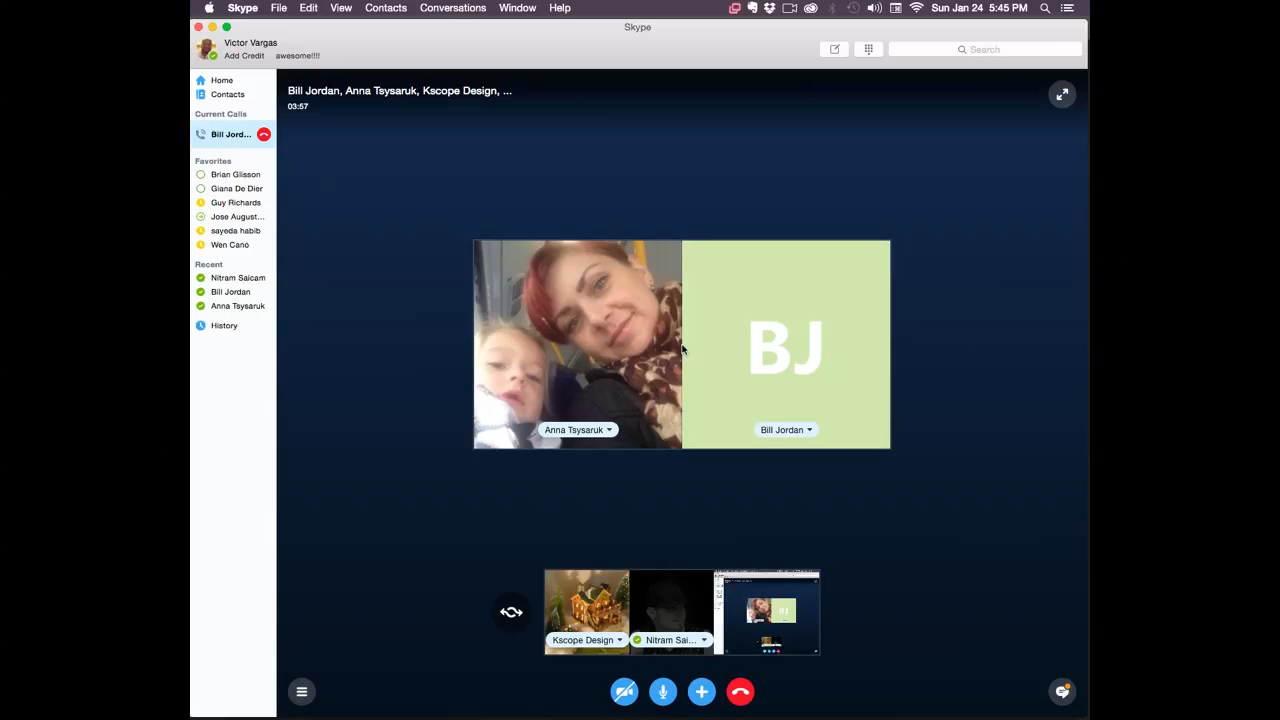 Skype File Edit View Contacts Conversations Window Help Sun Jan 24 5:45 PM
Skype
Victor Vargas
Add Credit awesome!!!!
Search
Home
Contacts
Current Calls
Bill Jord...
Favorites
Brian Glisson
Giana De Dier
Guy Richards
Jose August...
sayeda habib
Wen Cano
Recent
Nitram Saicam
Bill Jordan
Anna Tsysaruk
History
Bill Jordan, Anna Tsysaruk, Kscope Design, ...
03:57
BJ
Anna Tsysaruk
Bill Jordan
BJ
Kscope Design
Nitram Sai...